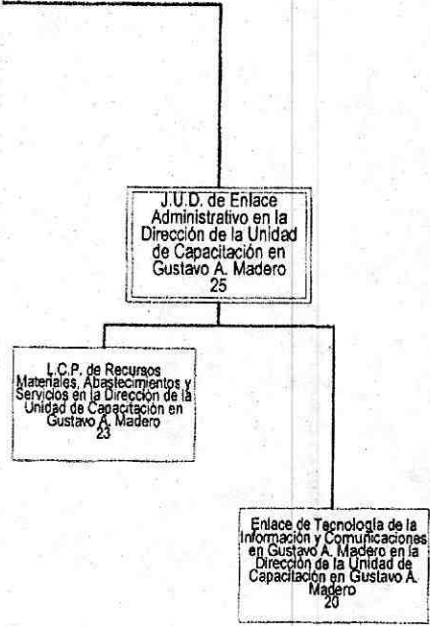 J.U.D. de Enlace
Administrativo en la
Dirección de la Unidad
de Capacitación en
Gustavo A. Madero
25
L.C.P. de Recursos
Materiales, Abastecimientos y
Servicios en la Dirección de la
Unidad de Capacitación en
Gustavo A. Madero
23
Enlace de Tecnología de la
Información y Comunicaciones
en Gustavo A. Madero en la
Dirección de la Unidad de
Capacitación en Gustavo A.
Madero
20